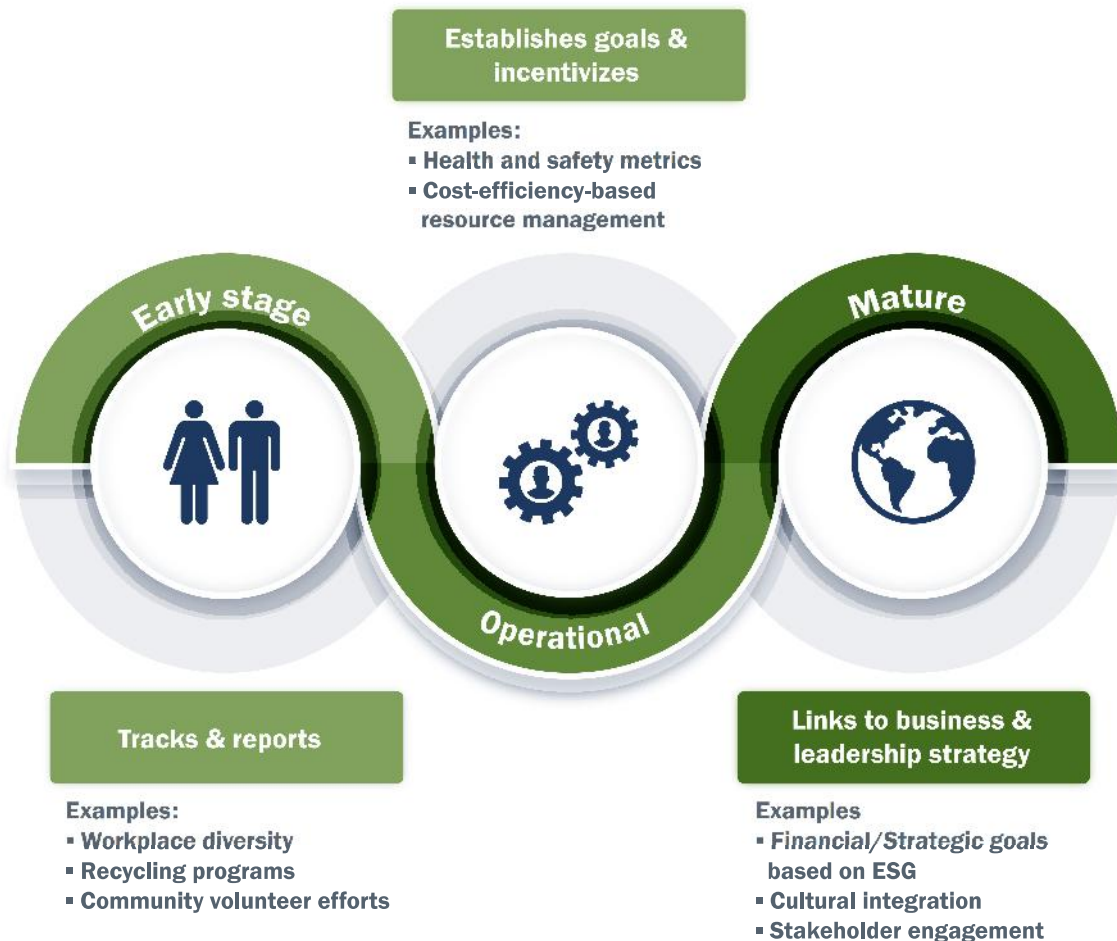 Establishes goals &
incentivizes
Examples:
▪ Health and safety metrics
▪ Cost-efficiency-based
resource management
Early stage
Operational
Mature
Tracks & reports
Examples:
▪ Workplace diversity
▪ Recycling programs
▪ Community volunteer efforts
Links to business &
leadership strategy
Examples
▪ Financial/Strategic goals
based on ESG
▪ Cultural integration
▪ Stakeholder engagement